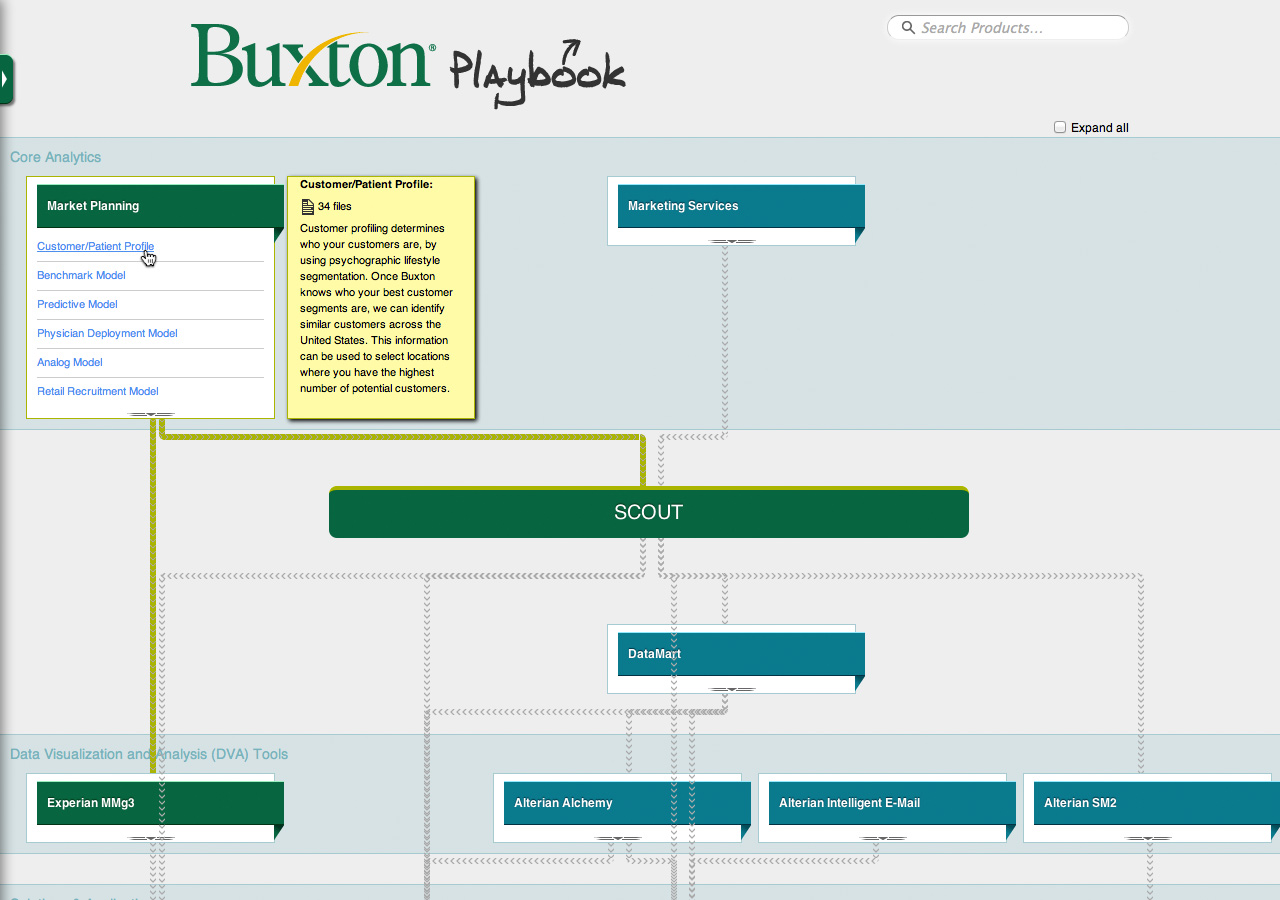 Buxton® Playbook
Search Products...
Expand all
Core Analytics
Market Planning
Customer/Patient Profile
Benchmark Model
Predictive Model
Physician Deployment Model
Analog Model
Retail Recruitment Model
Customer/Patient Profile:
34 files
Customer profiling determines
who your customers are, by
using psychographic lifestyle
segmentation. Once Buxton
knows who your best customer
segments are, we can identify
similar customers across the
United States. This information
can be used to select locations
where you have the highest
number of potential customers.
Marketing Services
SCOUT
DataMart
Data Visualization and Analysis (DVA) Tools
Experian MMg3
Alterian Alchemy
Alterian Intelligent E-Mail
Alterian SM2